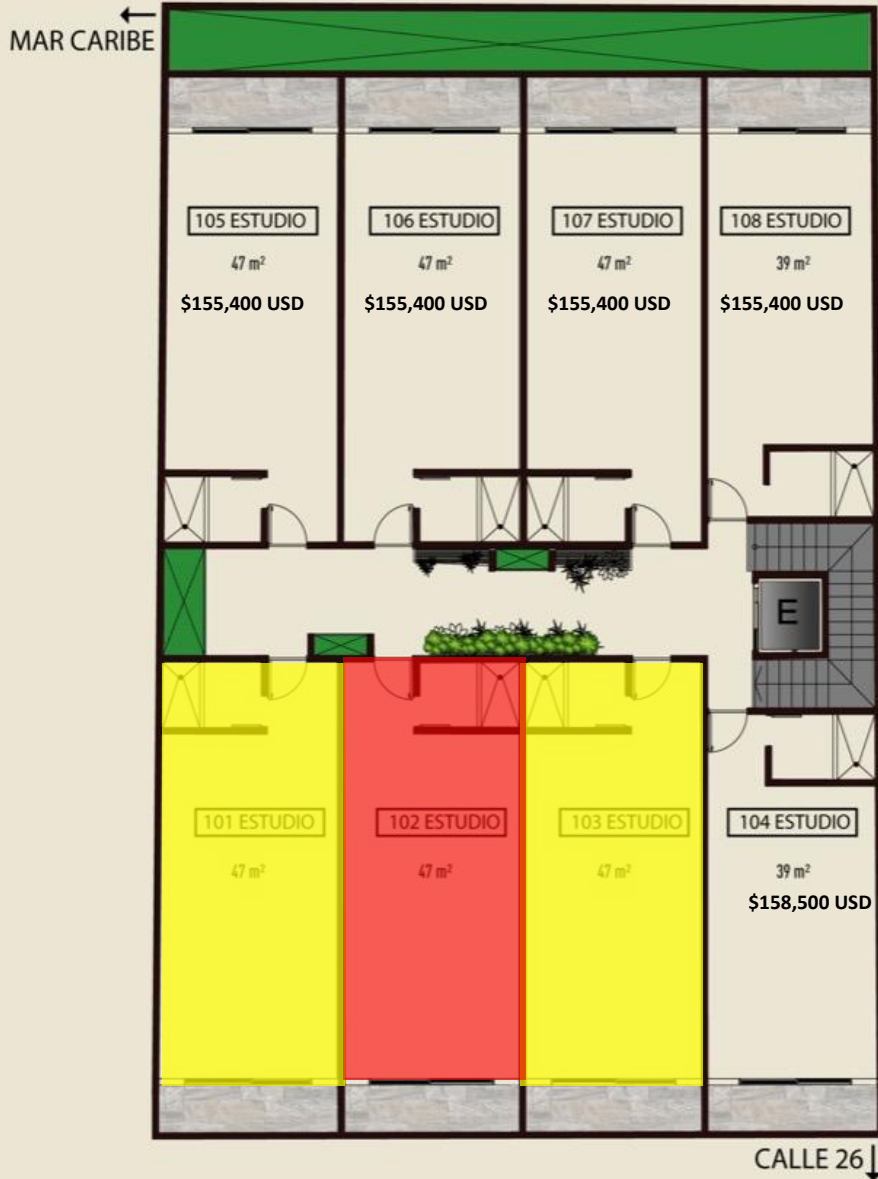 MAR CARIBE
105 ESTUDIO
47 m²
$155,400 USD
106 ESTUDIO
47 m²
$155,400 USD
107 ESTUDIO
47 m²
$155,400 USD
108 ESTUDIO
39 m²
$155,400 USD
E
101 ESTUDIO
47 m²
102 ESTUDIO
47 m²
103 ESTUDIO
47 m²
104 ESTUDIO
39 m²
$158,500 USD
CALLE 26